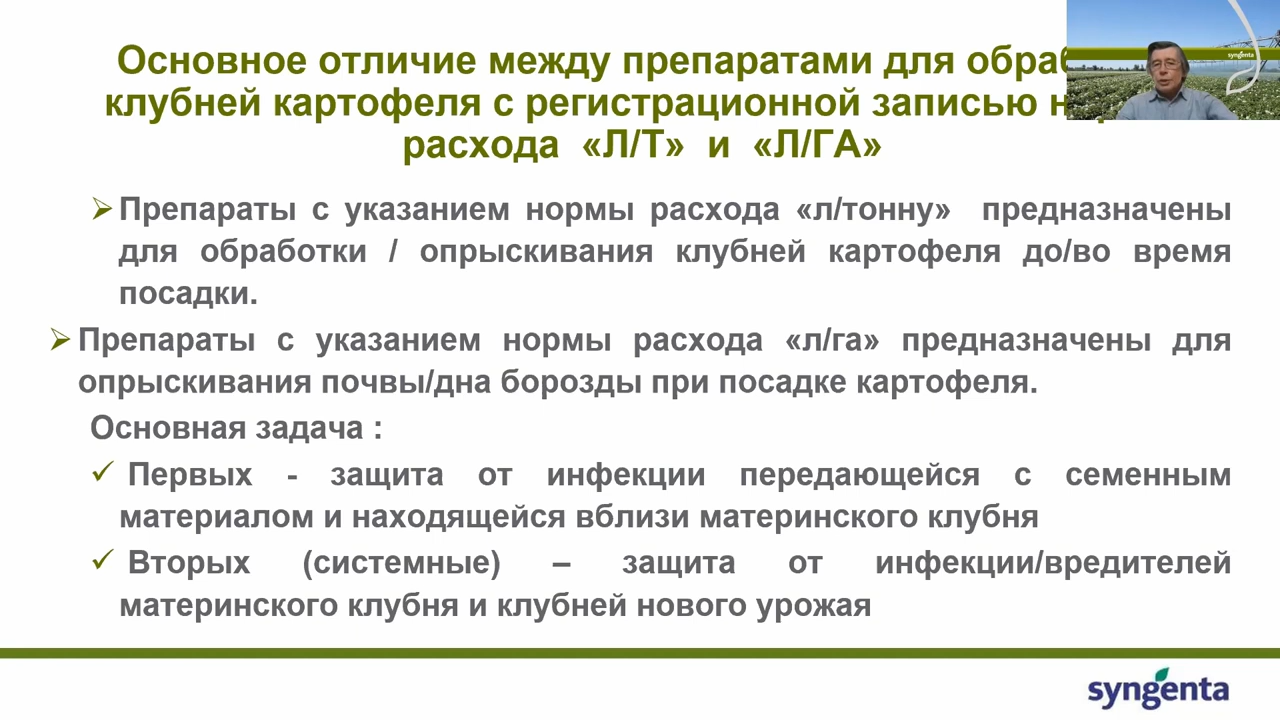 Основное отличие между препаратами для
клубней картофеля с регистрационной записью
расхода «Л/Т» и «Л/ГА»
syngenta
Препараты с указанием нормы расхода «л/тонну» предназначены
для обработки / опрыскивания клубней картофеля до/во время
посадки.
Препараты с указанием нормы расхода «л/га» предназначены для
опрыскивания почвы/дна борозды при посадке картофеля.
Основная задача :
Первых - защита от инфекции передающейся с семенным
материалом и находящейся вблизи материнского клубня
Вторых (системные) – защита от инфекции/вредителей
материнского клубня и клубней нового урожая
syngenta